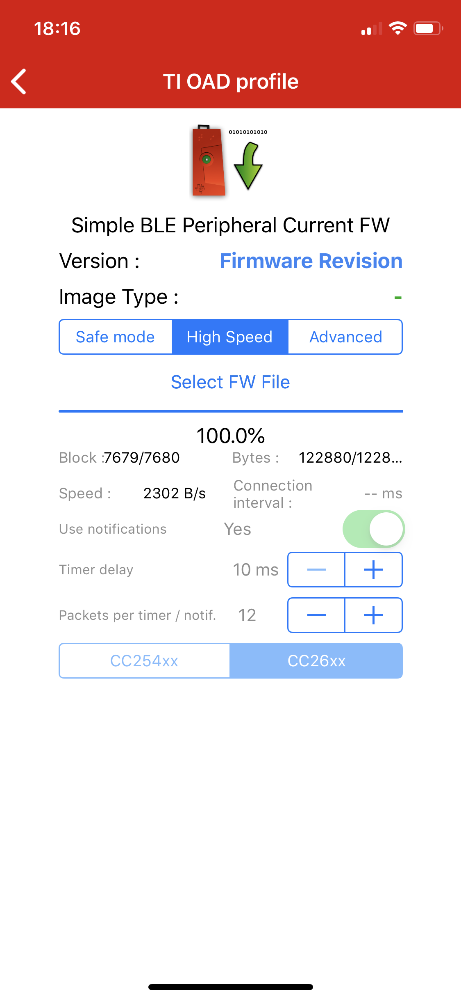 18:16
TI OAD profile
01010101010
Simple BLE Peripheral Current FW
Version : Firmware Revision
Image Type : -
Safe mode High Speed Advanced
Select FW File
100.0%
Block :7679/7680 Bytes : 122880/1228...
Speed : 2302 B/s Connection interval : -- ms
Use notifications Yes
Timer delay 10 ms — +
Packets per timer / notif. 12 — +
CC254xx CC26xx